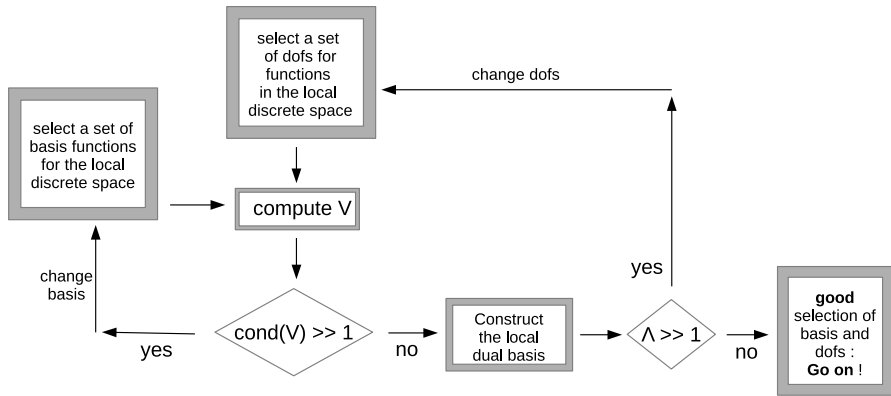 select a set
of dofs for
functions
in the local
discrete space
change dofs
select a set of
basis functions
for the local
discrete space
compute V
change
basis
yes
cond(V) >> 1
no
Construct
the local
dual basis
yes
Λ >> 1
no
good
selection of
basis and
dofs :
Go on !